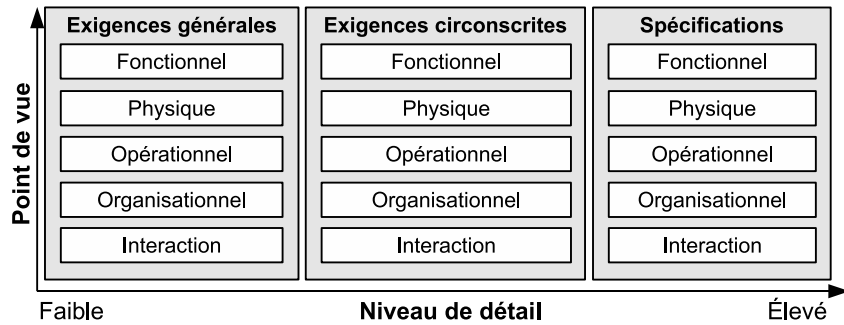 Exigences générales
Exigences circonscrites
Spécifications
Fonctionnel
Fonctionnel
Fonctionnel
Physique
Physique
Physique
Opérationnel
Opérationnel
Opérationnel
Organisationnel
Organisationnel
Organisationnel
Interaction
Interaction
Interaction
Point de vue
Faible
Niveau de détail
Élevé